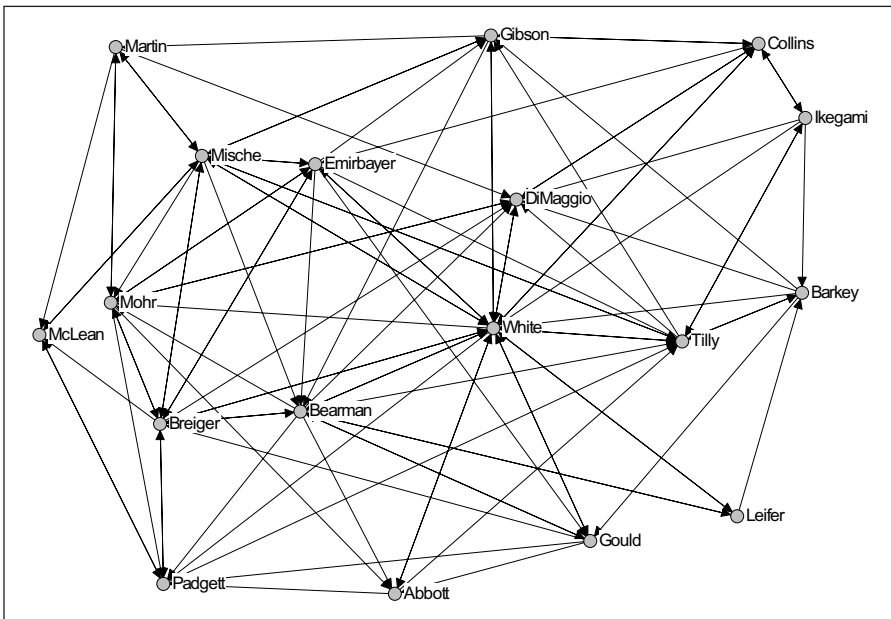 Gibson
Collins
Martin
Ikegami
Mische
Emirbayer
DiMaggio
Barkey
Mohr
White
McLean
Tilly
Bearman
Breiger
Leifer
Gould
Padgett
Abbott